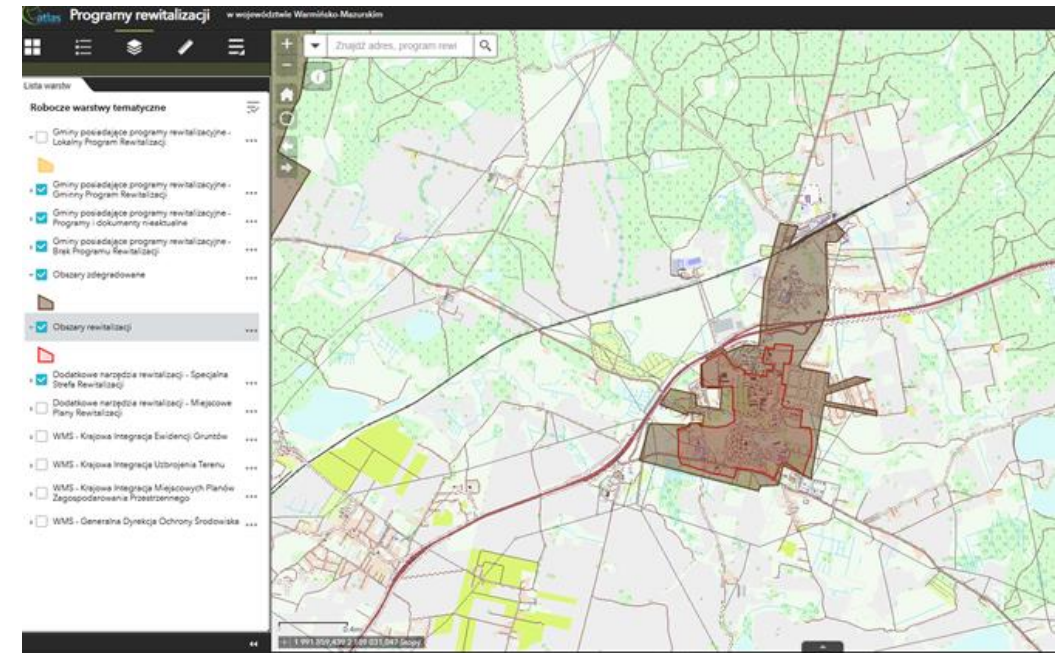 atlas Programy rewitalizacji w województwie Warmińsko-Mazurskim
Znajdź adres, program rewi
Lista warstw
Robocze warstwy tematyczne
Gminy posiadające programy rewitalizacyjne -
Lokalny Program Rewitalizacji
Gminy posiadające programy rewitalizacyjne -
Gminny Program Rewitalizacji
Gminy posiadające programy rewitalizacyjne -
Programy i dokumenty nieaktualne
Gminy posiadające programy rewitalizacyjne -
Brak Programu Rewitalizacji
Obszary zdegradowane
Obszary rewitalizacji
Dodatkowe narzędzia rewitalizacji - Specjalna
Strefa Rewitalizacji
Dodatkowe narzędzia rewitalizacji - Miejscowe
Plany Rewitalizacji
WMS - Krajowa Integracja Ewidencji Gruntów
WMS - Krajowa Integracja Uzbrojenia Terenu
WMS - Krajowa Integracja Miejscowych Planów
Zagospodarowania Przestrzennego
WMS - Generalna Dyrekcja Ochrony Środowiska